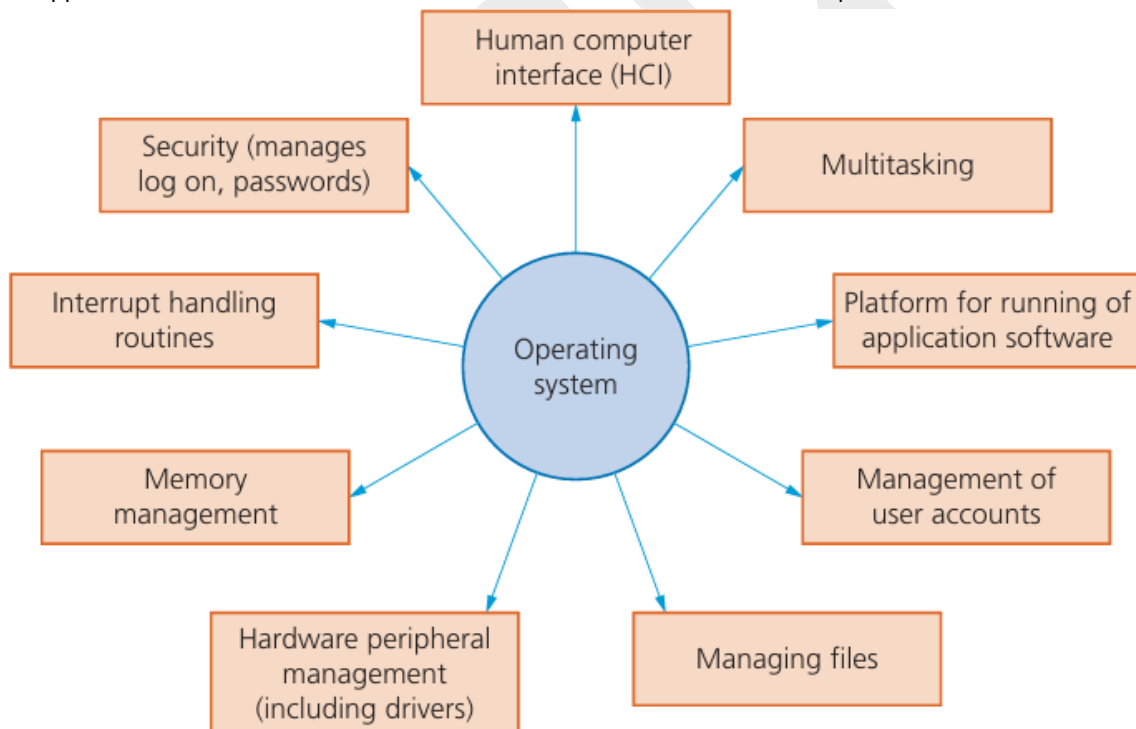 Human computer
interface (HCI)
Security (manages
log on, passwords)
Multitasking
Interrupt handling
routines
Platform for running of
application software
Operating
system
Memory
management
Management of
user accounts
Hardware peripheral
management
(including drivers)
Managing files